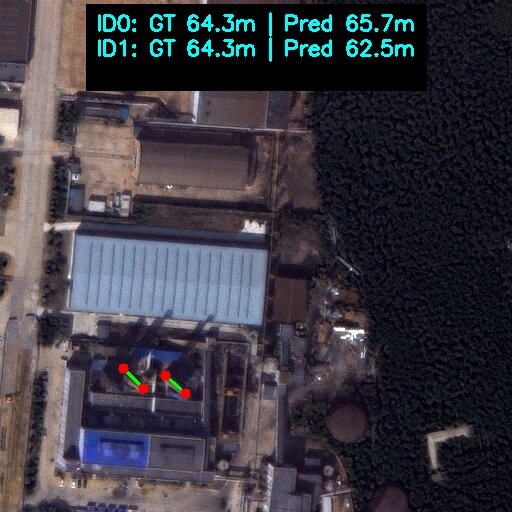 ID0: GT 64.3m | Pred 65.7m
ID1: GT 64.3m | Pred 62.5m